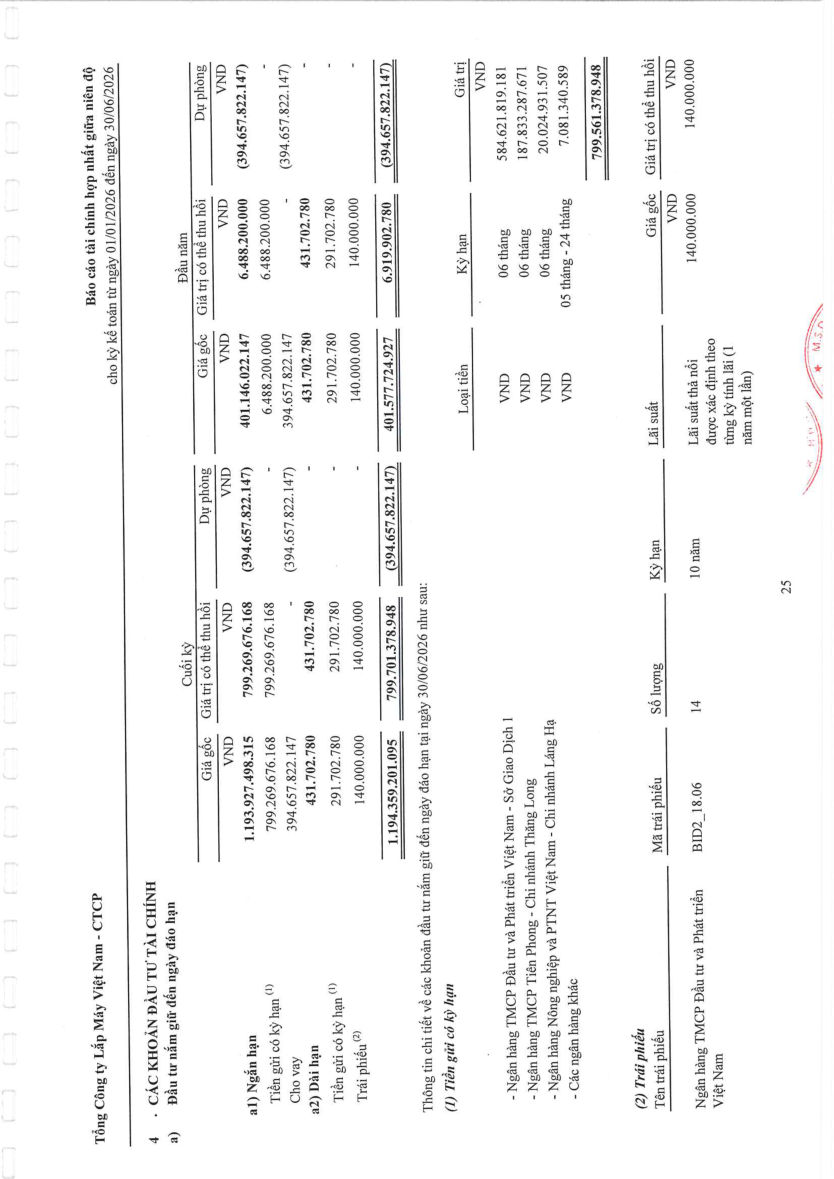 Tổng Công ty Lắp Máy Việt Nam - CTCP
Báo cáo tài chính hợp nhất giữa niên độ
cho kỳ kế toán từ ngày 01/01/2026 đến ngày 30/06/2026
4 . CÁC KHOẢN ĐẦU TƯ TÀI CHÍNH
a) Đầu tư nắm giữ đến ngày đáo hạn
Cuối kỳ Đầu năm
Giá gốc Giá trị có thể thu hồi Dự phòng Giá gốc Giá trị có thể thu hồi Dự phòng
VND VND VND VND VND VND
a1) Ngắn hạn 1.193.927.498.315 799.269.676.168 (394.657.822.147) 401.146.022.147 6.488.200.000 (394.657.822.147)
Tiền gửi có kỳ hạn (1) 799.269.676.168 799.269.676.168 - 6.488.200.000 6.488.200.000 -
Cho vay 394.657.822.147 - (394.657.822.147) 394.657.822.147 - (394.657.822.147)
a2) Dài hạn 431.702.780 431.702.780 - 431.702.780 431.702.780 -
Tiền gửi có kỳ hạn (1) 291.702.780 291.702.780 - 291.702.780 291.702.780 -
Trái phiếu (2) 140.000.000 140.000.000 - 140.000.000 140.000.000 -
1.194.359.201.095 799.701.378.948 (394.657.822.147) 401.577.724.927 6.919.902.780 (394.657.822.147)
Thông tin chi tiết về các khoản đầu tư nắm giữ đến ngày đáo hạn tại ngày 30/06/2026 như sau:
(1) Tiền gửi có kỳ hạn Loại tiền Kỳ hạn Giá trị
VND
- Ngân hàng TMCP Đầu tư và Phát triển Việt Nam - Sở Giao Dịch 1 VND 06 tháng 584.621.819.181
- Ngân hàng TMCP Tiên Phong - Chi nhánh Thăng Long VND 06 tháng 187.833.287.671
- Ngân hàng Nông nghiệp và PTNT Việt Nam - Chi nhánh Láng Hạ VND 06 tháng 20.024.931.507
- Các ngân hàng khác VND 05 tháng - 24 tháng 7.081.340.589
799.561.378.948
(2) Trái phiếu
Tên trái phiếu Mã trái phiếu Số lượng Kỳ hạn Lãi suất Giá gốc Giá trị có thể thu hồi
VND VND
Ngân hàng TMCP Đầu tư và Phát triển BID2_18.06 14 10 năm Lãi suất thả nổi 140.000.000 140.000.000
Việt Nam được xác định theo
từng kỳ tính lãi (1
năm một lần)
25
★ M.S.